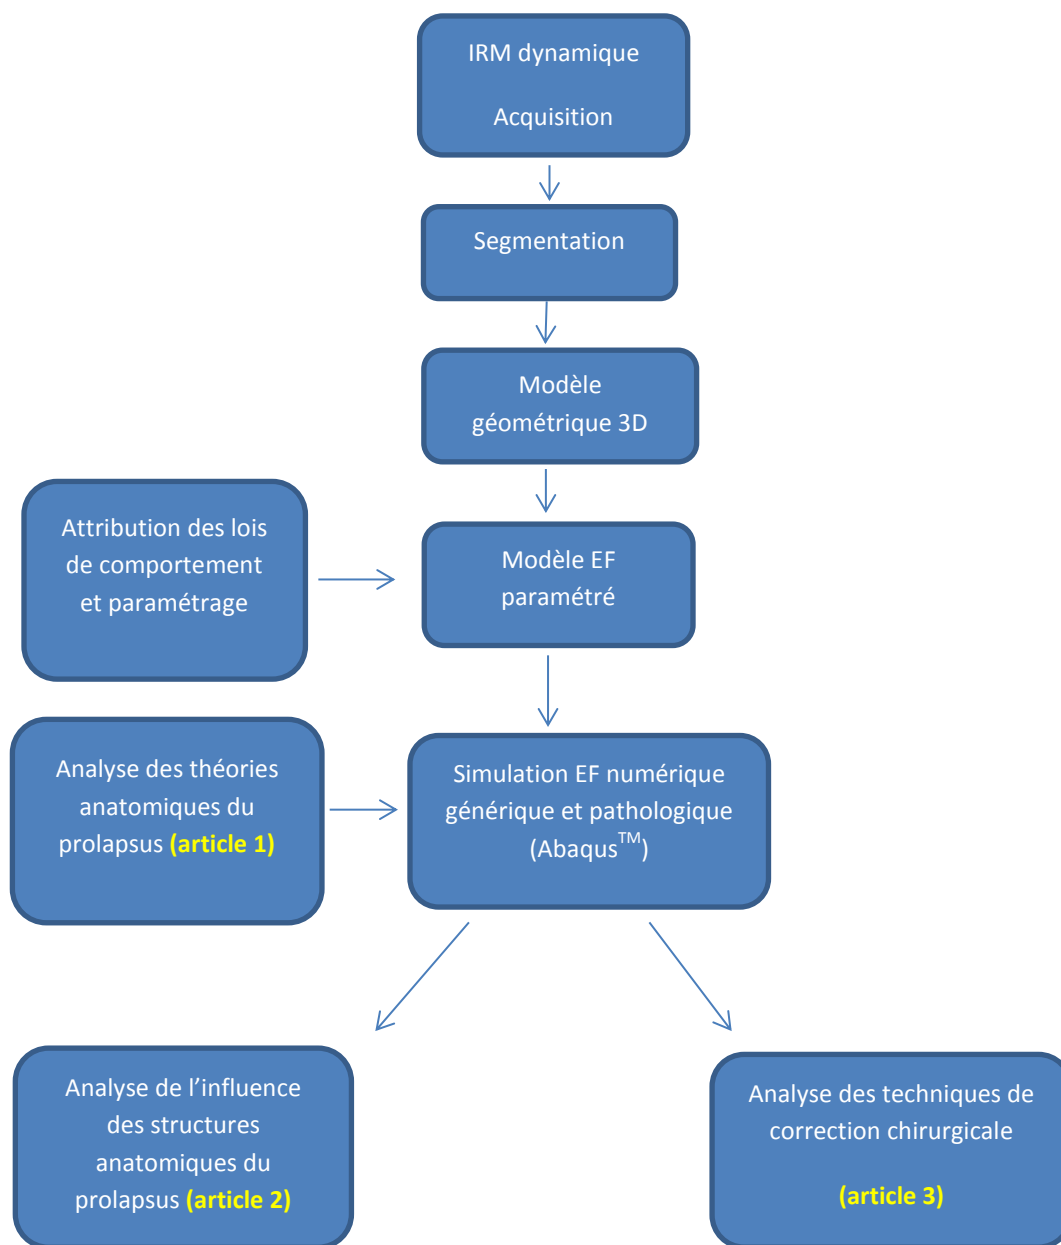 IRM dynamique
Acquisition
Segmentation
Modèle
géométrique 3D
Attribution des lois
de comportement
et paramétrage
Modèle EF
paramétré
Analyse des théories
anatomiques du
prolapsus (article 1)
Simulation EF numérique
générique et pathologique
(Abaqus™)
Analyse de l’influence
des structures
anatomiques du
prolapsus (article 2)
Analyse des techniques de
correction chirurgicale
(article 3)